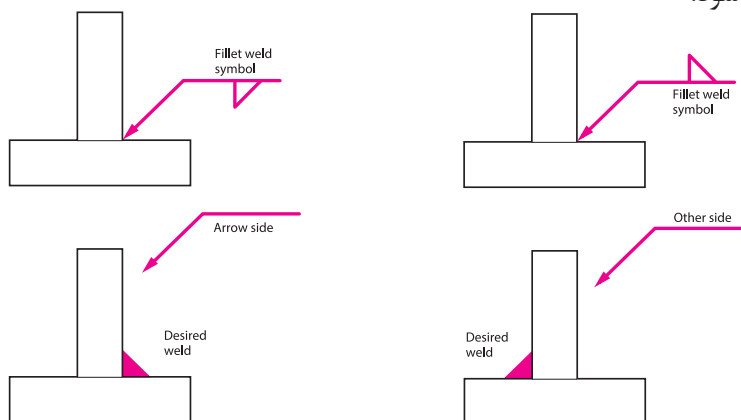 Fillet weld
symbol
Fillet weld
symbol
Arrow side
Other side
Desired
weld
Desired
weld